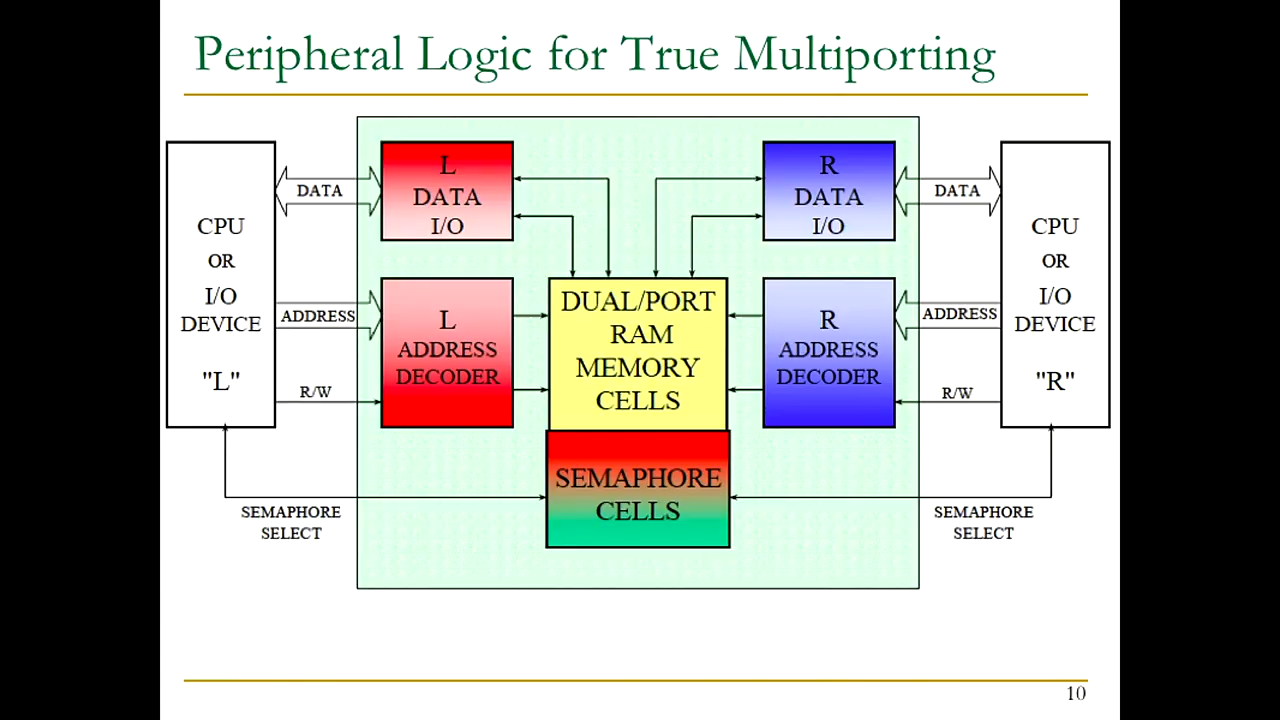 Peripheral Logic for True Multiporting
CPU
OR
I/O
DEVICE
"L"
DATA
ADDRESS
R/W
SEMAPHORE
SELECT
L
DATA
I/O
L
ADDRESS
DECODER
DUAL/PORT
RAM
MEMORY
CELLS
SEMAPHORE
CELLS
R
DATA
I/O
R
ADDRESS
DECODER
DATA
ADDRESS
R/W
SEMAPHORE
SELECT
CPU
OR
I/O
DEVICE
"R"
10